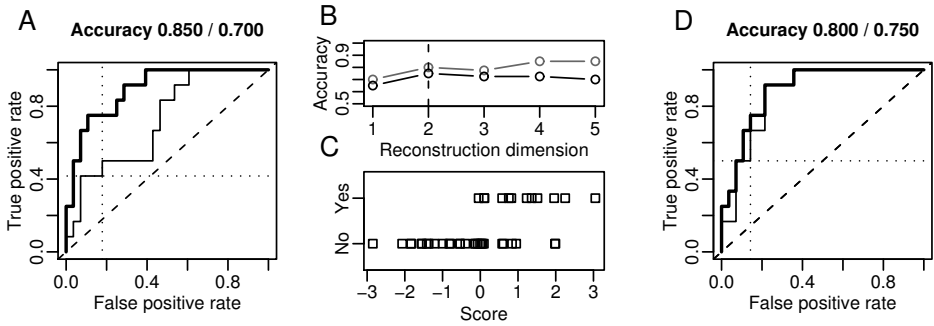 A
Accuracy 0.850 / 0.700
True positive rate
0.0 0.4 0.8
0.0 0.4 0.8
False positive rate
B
Accuracy
0.5 0.9
1 2 3 4 5
Reconstruction dimension
C
Yes
No
−3 −2 −1 0 1 2 3
Score
D
Accuracy 0.800 / 0.750
True positive rate
0.0 0.4 0.8
0.0 0.4 0.8
False positive rate